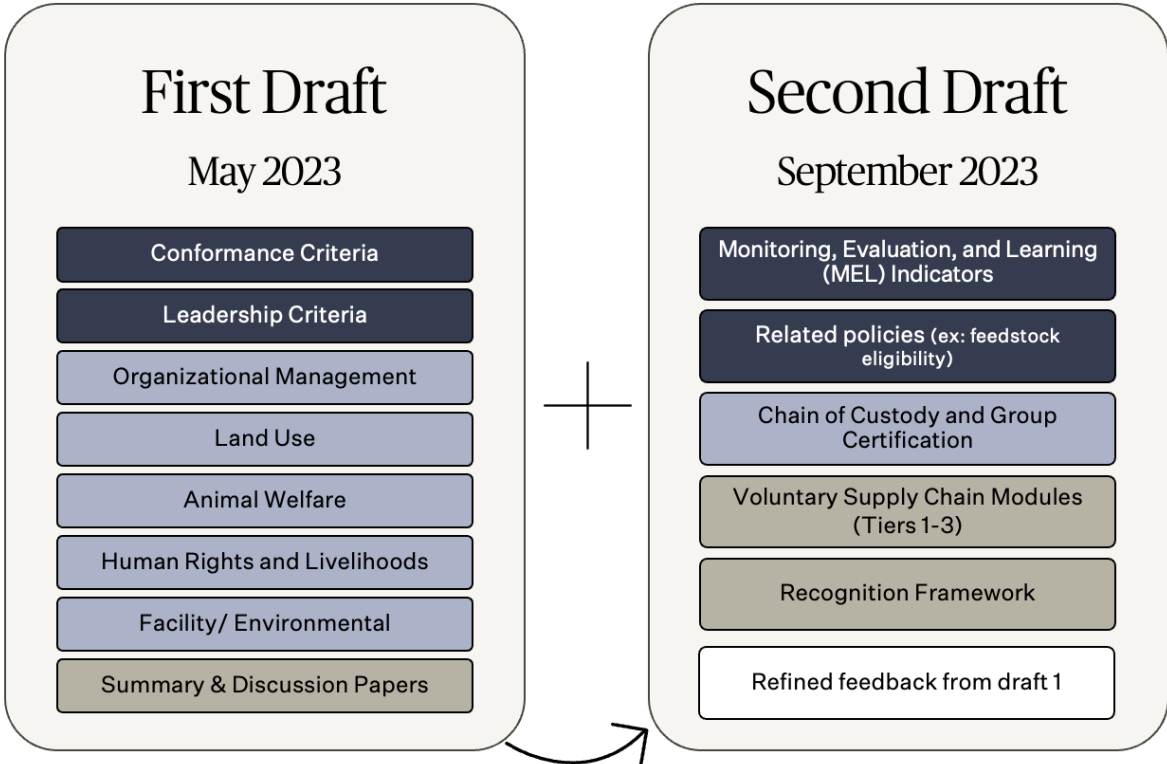 First Draft
May 2023
Conformance Criteria
Leadership Criteria
Organizational Management
Land Use
Animal Welfare
Human Rights and Livelihoods
Facility/ Environmental
Summary & Discussion Papers
Second Draft
September 2023
Monitoring, Evaluation, and Learning
(MEL) Indicators
Related policies (ex: feedstock
eligibility)
Chain of Custody and Group
Certification
Voluntary Supply Chain Modules
(Tiers 1-3)
Recognition Framework
Refined feedback from draft 1